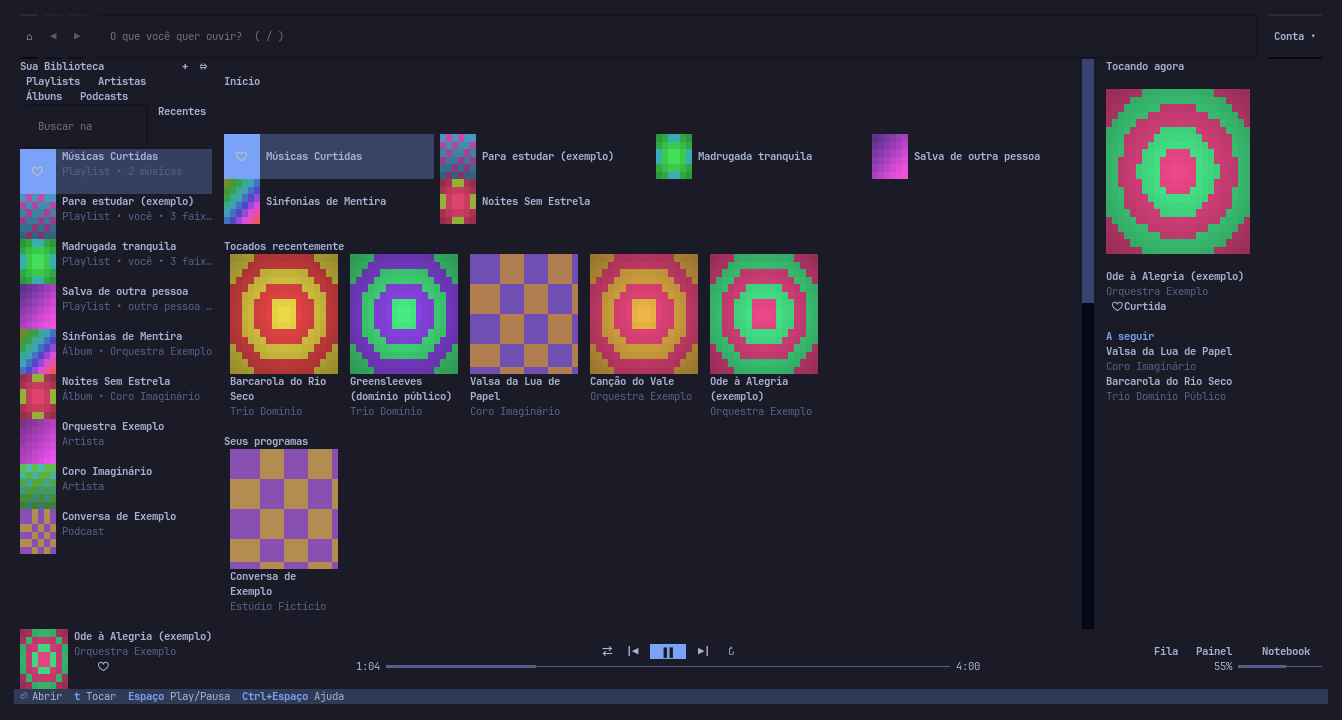 O que você quer ouvir? ( / )
Conta
Sua Biblioteca
Playlists Artistas
Álbuns Podcasts
Recentes
Buscar na
Músicas Curtidas
Playlist • 2 músicas
Para estudar (exemplo)
Playlist • você • 3 faix…
Madrugada tranquila
Playlist • você • 3 faix…
Salva de outra pessoa
Playlist • outra pessoa …
Sinfonias de Mentira
Álbum • Orquestra Exemplo
Noites Sem Estrela
Álbum • Coro Imaginário
Orquestra Exemplo
Artista
Coro Imaginário
Artista
Conversa de Exemplo
Podcast
Início
Músicas Curtidas
Para estudar (exemplo)
Madrugada tranquila
Salva de outra pessoa
Sinfonias de Mentira
Noites Sem Estrela
Tocados recentemente
Barcarola do Rio
Seco
Trio Domínio
Greensleeves
(domínio público)
Trio Domínio
Valsa da Lua de
Papel
Coro Imaginário
Canção do Vale
Orquestra Exemplo
Ode à Alegria
(exemplo)
Orquestra Exemplo
Seus programas
Conversa de
Exemplo
Estúdio Fictício
Tocando agora
Ode à Alegria (exemplo)
Orquestra Exemplo
Curtida
A seguir
Valsa da Lua de Papel
Coro Imaginário
Barcarola do Rio Seco
Trio Domínio Público
Ode à Alegria (exemplo)
Orquestra Exemplo
1:04
4:00
Fila Painel Notebook
55%
Abrir t Tocar Espaço Play/Pausa Ctrl+Espaço Ajuda